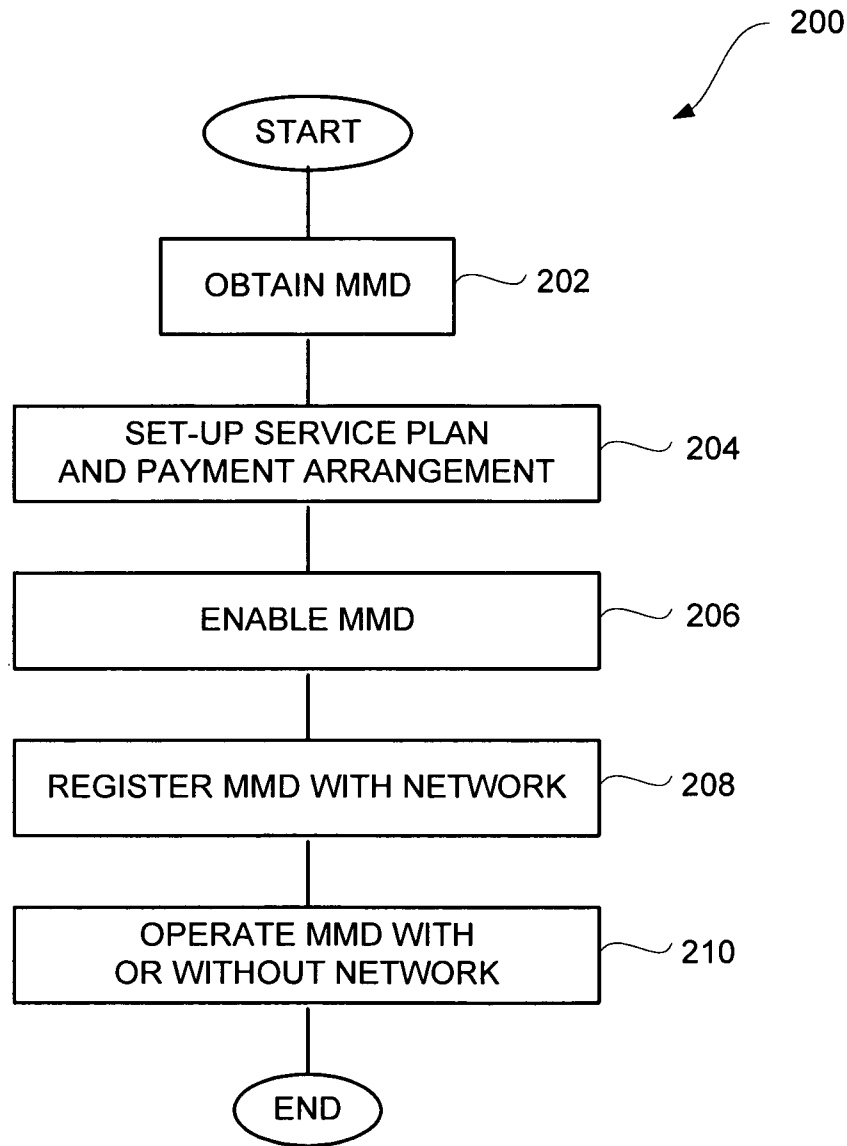 200
START
OBTAIN MMD
202
SET-UP SERVICE PLAN
AND PAYMENT ARRANGEMENT
204
ENABLE MMD
206
REGISTER MMD WITH NETWORK
208
OPERATE MMD WITH
OR WITHOUT NETWORK
210
END